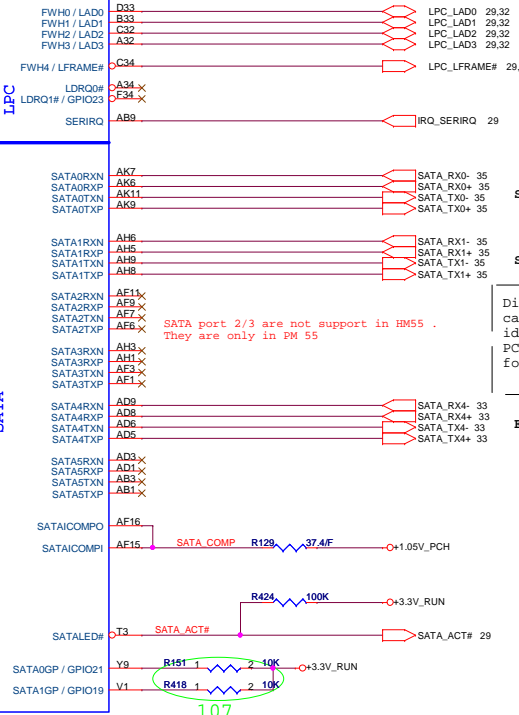 FWH0 / LAD0 D33 LPC_LAD0 29,32
FWH1 / LAD1 B33 LPC_LAD1 29,32
FWH2 / LAD2 C32 LPC_LAD2 29,32
FWH3 / LAD3 A32 LPC_LAD3 29,32
FWH4 / LFRAME# C34 LPC_LFRAME# 29,
LPC
LDRQ0# A34
LDRQ1# / GPIO23 F34
SERIRQ AB9 IRQ_SERIRQ 29
SATA0RXN AK7 SATA_RX0- 35
SATA0RXP AK6 SATA_RX0+ 35
SATA0TXN AK11 SATA_TX0- 35
SATA0TXP AK9 SATA_TX0+ 35
SATA1RXN AH6 SATA_RX1- 35
SATA1RXP AH5 SATA_RX1+ 35
SATA1TXN AH9 SATA_TX1- 35
SATA1TXP AH8 SATA_TX1+ 35
SATA2RXN AF11
SATA2RXP AF9
SATA2TXN AF7
SATA2TXP AF6
SATA port 2/3 are not support in HM55 .
They are only in PM 55
Di
ca
id
PC
fo
SATA3RXN AH3
SATA3RXP AH1
SATA3TXN AF3
SATA3TXP AF1
SATA
SATA4RXN AD9 SATA_RX4- 33
SATA4RXP AD8 SATA_RX4+ 33
SATA4TXN AD6 SATA_TX4- 33
SATA4TXP AD5 SATA_TX4+ 33
SATA5RXN AD3
SATA5RXP AD1
SATA5TXN AB3
SATA5TXP AB1
SATAICOMPO AF16
SATAICOMPI AF15 SATA_COMP R129 37.4/F +1.05V_PCH
R424 100K +3.3V_RUN
SATALED# T3 SATA_ACT# SATA_ACT# 29
SATA0GP / GPIO21 Y9 R151 1 2 10K +3.3V_RUN
SATA1GP / GPIO19 V1 R418 1 2 10K
107